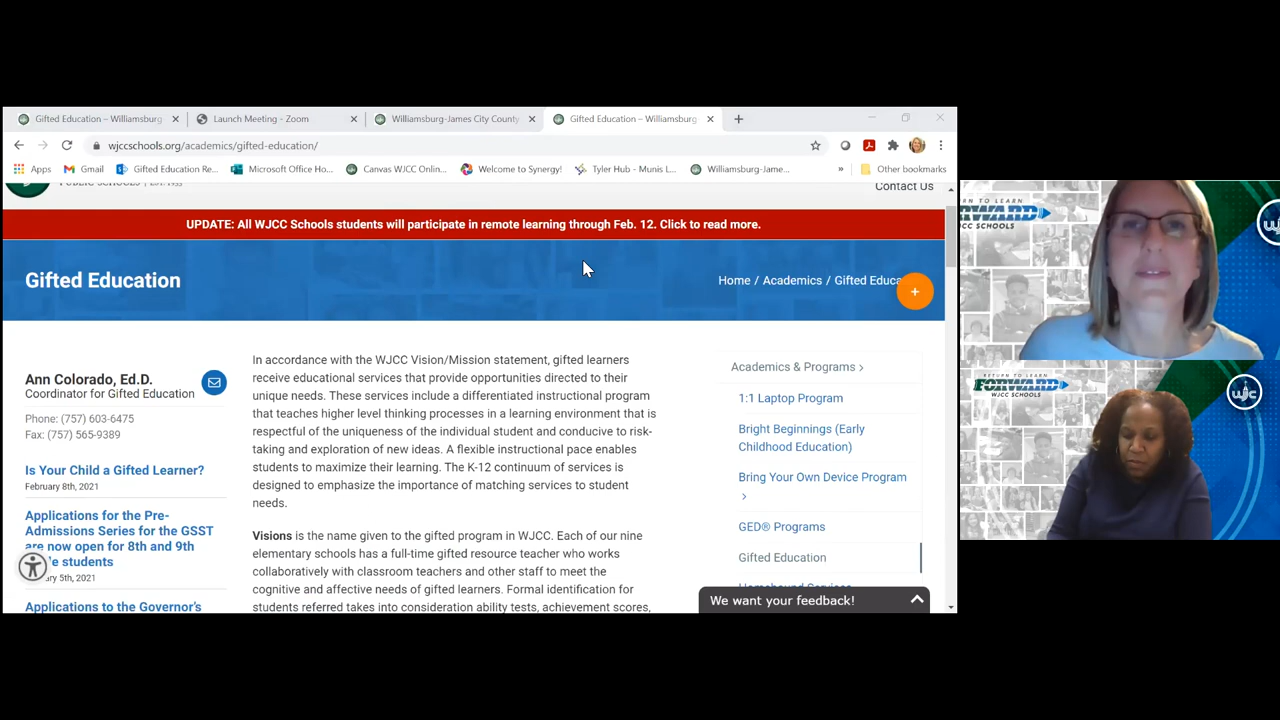 Gifted Education – Williamsburg-
Launch Meeting - Zoom
Williamsburg-James City County
Gifted Education – Williamsburg-
wjccschools.org/academics/gifted-education/
Apps
Gmail
Gifted Education Re...
Microsoft Office Ho...
Canvas WJCC Onlin...
Welcome to Synergy!
Tyler Hub - Munis L...
Williamsburg-Jame...
»
Other bookmarks
Contact Us
UPDATE: All WJCC Schools students will participate in remote learning through Feb. 12. Click to read more.
Gifted Education
Home / Academics / Gifted Educa
+
Ann Colorado, Ed.D.
Coordinator for Gifted Education
Phone: (757) 603-6475
Fax: (757) 565-9389
Is Your Child a Gifted Learner?
February 8th, 2021
Applications for the Pre-
Admissions Series for the GSST
are now open for 8th and 9th
e students
ary 5th, 2021
Applications to the Governor's
In accordance with the WJCC Vision/Mission statement, gifted learners
receive educational services that provide opportunities directed to their
unique needs. These services include a differentiated instructional program
that teaches higher level thinking processes in a learning environment that is
respectful of the uniqueness of the individual student and conducive to risk-
taking and exploration of new ideas. A flexible instructional pace enables
students to maximize their learning. The K-12 continuum of services is
designed to emphasize the importance of matching services to student
needs.
Visions is the name given to the gifted program in WJCC. Each of our nine
elementary schools has a full-time gifted resource teacher who works
collaboratively with classroom teachers and other staff to meet the
cognitive and affective needs of gifted learners. Formal identification for
students referred takes into consideration ability tests, achievement scores,
Academics & Programs >
1:1 Laptop Program
Bright Beginnings (Early
Childhood Education)
Bring Your Own Device Program
>
GED® Programs
Gifted Education
Homebound Services
We want your feedback!
RN TO LEARN
RWARD
JCC SCHOOLS
wj
RETURN TO LEARN
FORWARD
WJCC SCHOOLS
wjc